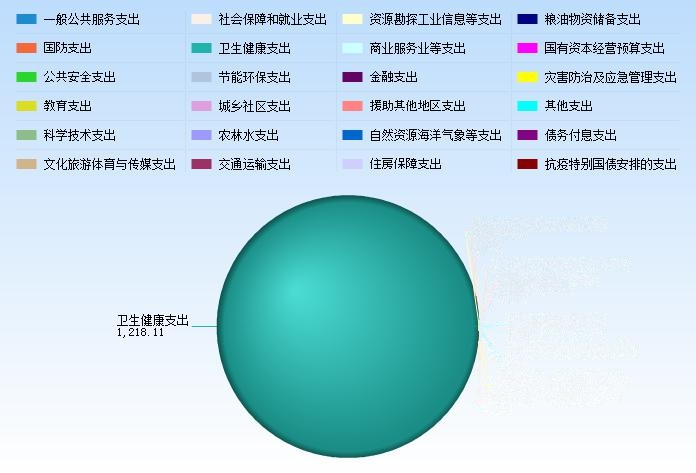 一般公共服务支出 社会保障和就业支出 资源勘探工业信息等支出 粮油物资储备支出
国防支出 卫生健康支出 商业服务业等支出 国有资本经营预算支出
公共安全支出 节能环保支出 金融支出 灾害防治及应急管理支出
教育支出 城乡社区支出 援助其他地区支出 其他支出
科学技术支出 农林水支出 自然资源海洋气象等支出 债务付息支出
文化旅游体育与传媒支出 交通运输支出 住房保障支出 抗疫特别国债安排的支出
卫生健康支出
1,218.11